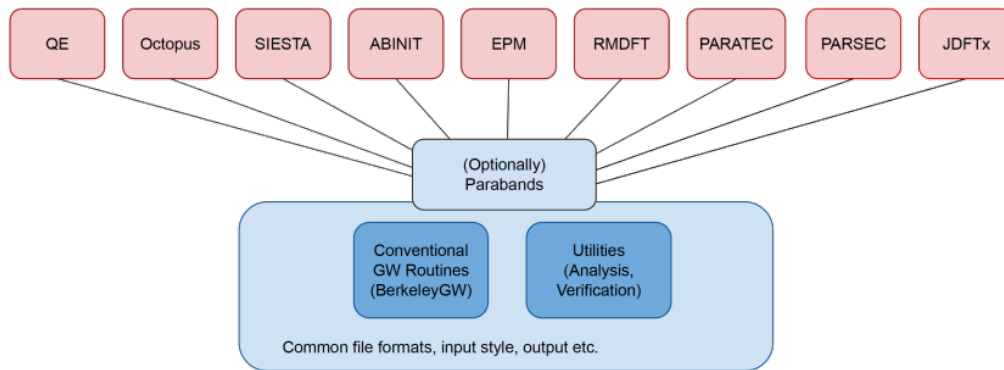 QE
Octopus
SIESTA
ABINIT
EPM
RMDFT
PARATEC
PARSEC
JDFTx
(Optionally)
Parabands
Conventional
GW Routines
(BerkeleyGW)
Utilities
(Analysis,
Verification)
Common file formats, input style, output etc.